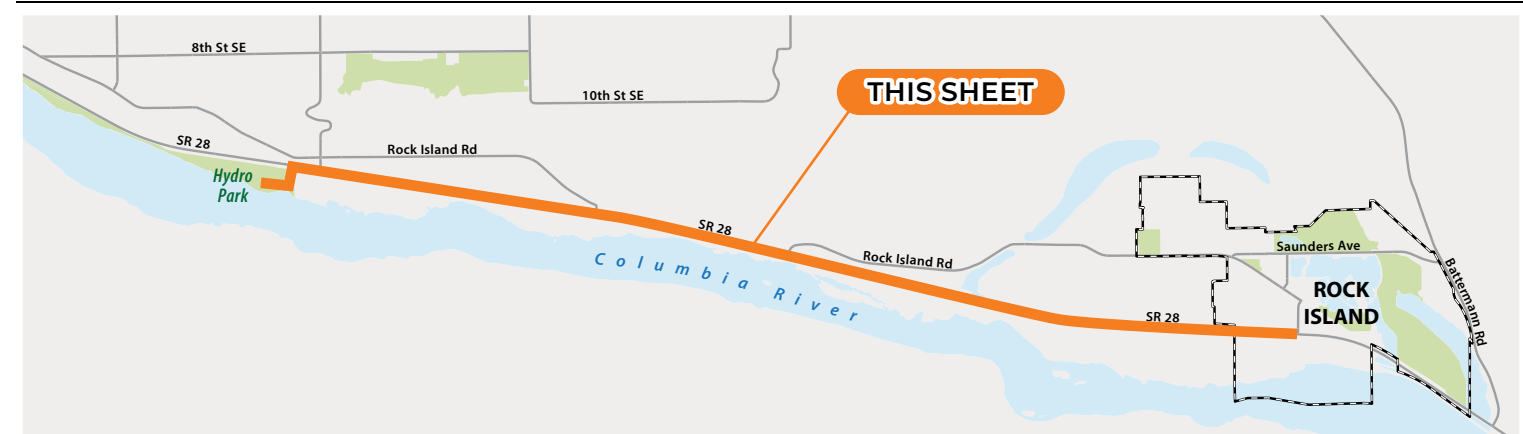 8th St SE
10th St SE
THIS SHEET
SR 28
Rock Island Rd
Hydro
Park
SR 28
Columbia River
Rock Island Rd
Saunders Ave
Battermann Rd
ROCK
ISLAND
SR 28